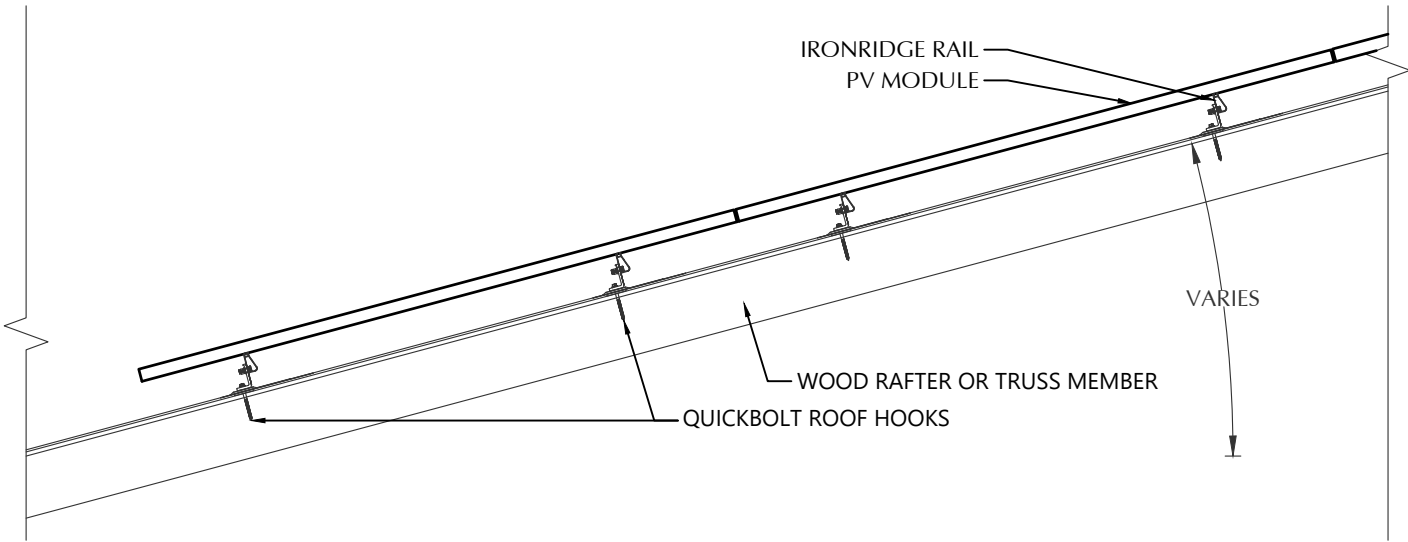 IRONRIDGE RAIL
PV MODULE
VARIES
WOOD RAFTER OR TRUSS MEMBER
QUICKBOLT ROOF HOOKS